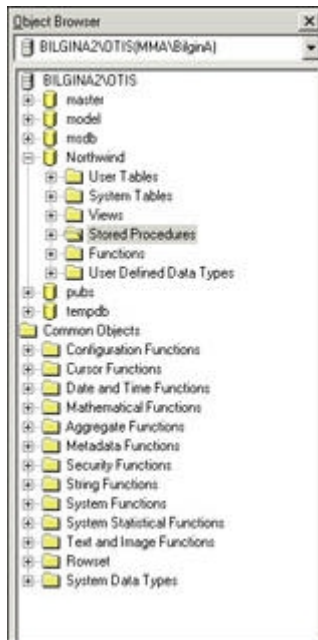 Object Browser
BILGINA2\OTIS(MMA\BilginA)
BILGINA2\OTIS
master
model
msdb
Northwind
User Tables
System Tables
Views
Stored Procedures
Functions
User Defined Data Types
pubs
tempdb
Common Objects
Configuration Functions
Cursor Functions
Date and Time Functions
Mathematical Functions
Aggregate Functions
Metadata Functions
Security Functions
String Functions
System Functions
System Statistical Functions
Text and Image Functions
Rowset
System Data Types